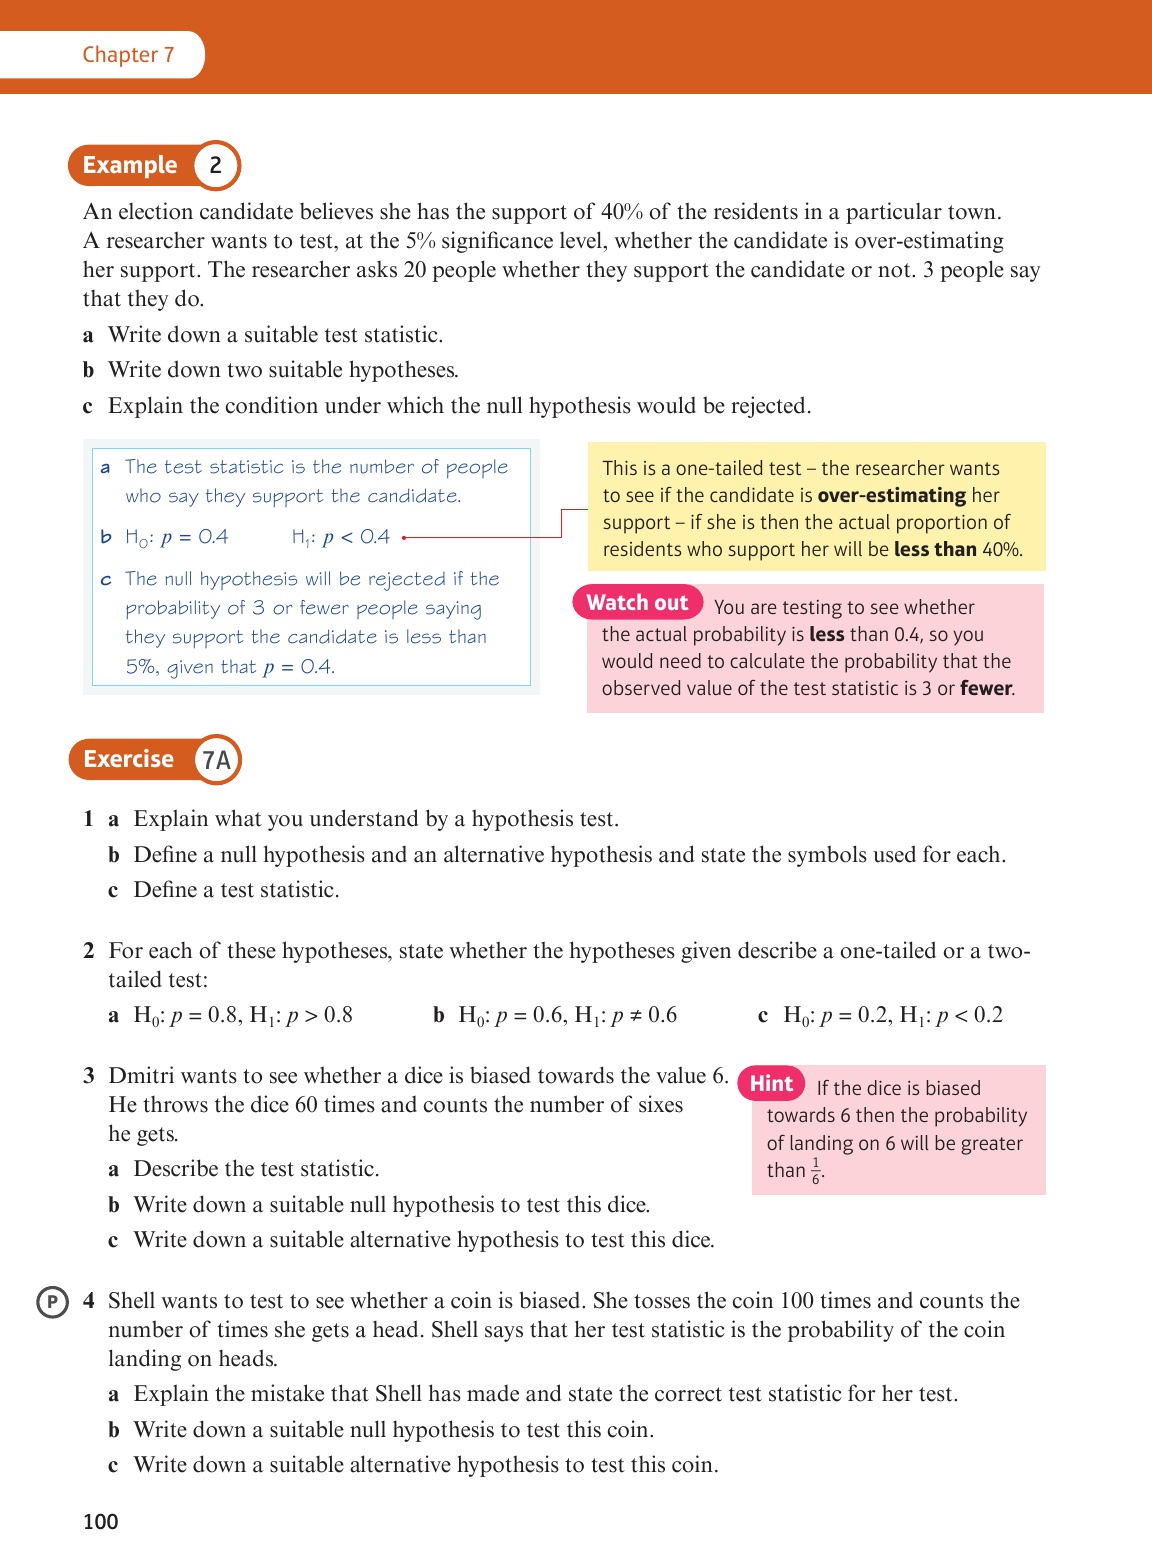 Chapter 7
Example 2
An election candidate believes she has the support of 40% of the residents in a particular town.
A researcher wants to test, at the 5% significance level, whether the candidate is over-estimating
her support. The researcher asks 20 people whether they support the candidate or not. 3 people say
that they do.
a Write down a suitable test statistic.
b Write down two suitable hypotheses.
c Explain the condition under which the null hypothesis would be rejected.
a The test statistic is the number of people
who say they support the candidate.
b H₀: p = 0.4 H₁: p < 0.4
c The null hypothesis will be rejected if the
probability of 3 or fewer people saying
they support the candidate is less than
5%, given that p = 0.4.
This is a one-tailed test – the researcher wants
to see if the candidate is over-estimating her
support – if she is then the actual proportion of
residents who support her will be less than 40%.
Watch out You are testing to see whether
the actual probability is less than 0.4, so you
would need to calculate the probability that the
observed value of the test statistic is 3 or fewer.
Exercise 7A
1 a Explain what you understand by a hypothesis test.
b Define a null hypothesis and an alternative hypothesis and state the symbols used for each.
c Define a test statistic.
2 For each of these hypotheses, state whether the hypotheses given describe a one-tailed or a two-
tailed test:
a H₀: p = 0.8, H₁: p > 0.8 b H₀: p = 0.6, H₁: p ≠ 0.6 c H₀: p = 0.2, H₁: p < 0.2
3 Dmitri wants to see whether a dice is biased towards the value 6.
He throws the dice 60 times and counts the number of sixes
he gets.
a Describe the test statistic.
b Write down a suitable null hypothesis to test this dice.
c Write down a suitable alternative hypothesis to test this dice.
Hint If the dice is biased
towards 6 then the probability
of landing on 6 will be greater
than 1/6.
P 4 Shell wants to test to see whether a coin is biased. She tosses the coin 100 times and counts the
number of times she gets a head. Shell says that her test statistic is the probability of the coin
landing on heads.
a Explain the mistake that Shell has made and state the correct test statistic for her test.
b Write down a suitable null hypothesis to test this coin.
c Write down a suitable alternative hypothesis to test this coin.
100